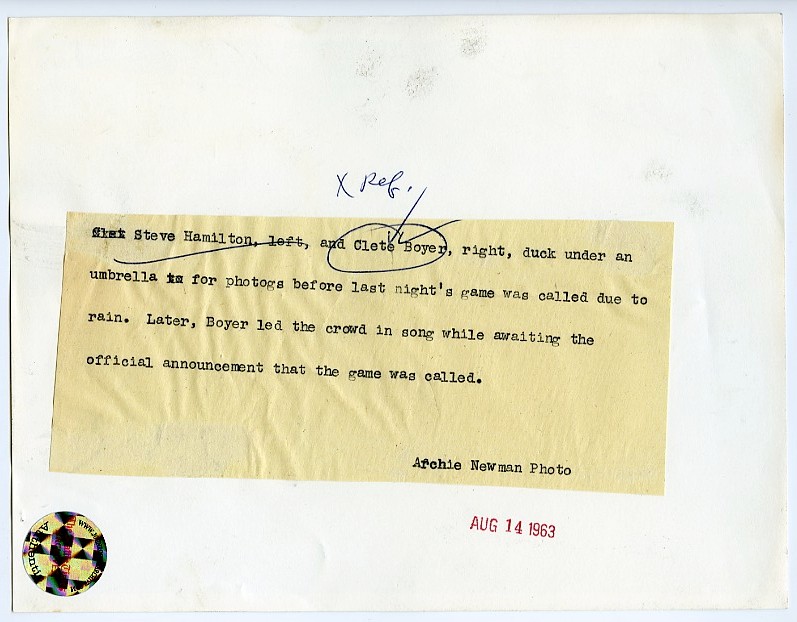 X Ref.
Steve Hamilton, left, and Clete Boyer, right, duck under an
umbrella to for photogs before last night's game was called due to
rain. Later, Boyer led the crowd in song while awaiting the
official announcement that the game was called.
Archie Newman Photo
AUG 14 1963